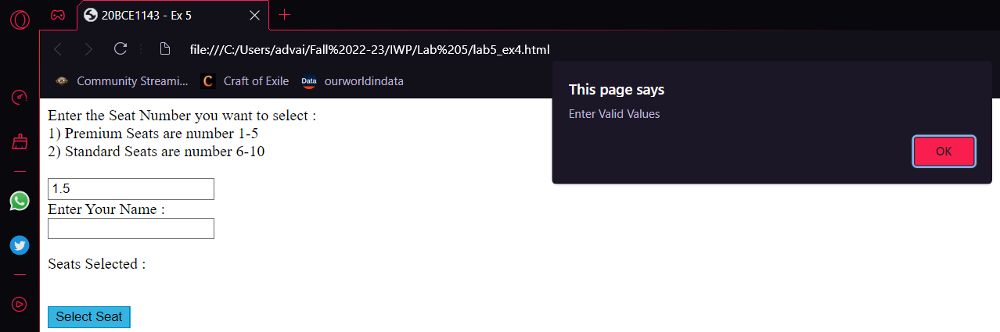 20BCE1143 - Ex 5
file:///C:/Users/advai/Fall%2022-23/IWP/Lab%205/lab5_ex4.html
Community Streami... C Craft of Exile Data ourworldindata
This page says
Enter Valid Values
OK
Enter the Seat Number you want to select :
1) Premium Seats are number 1-5
2) Standard Seats are number 6-10
1.5
Enter Your Name :
Seats Selected :
Select Seat